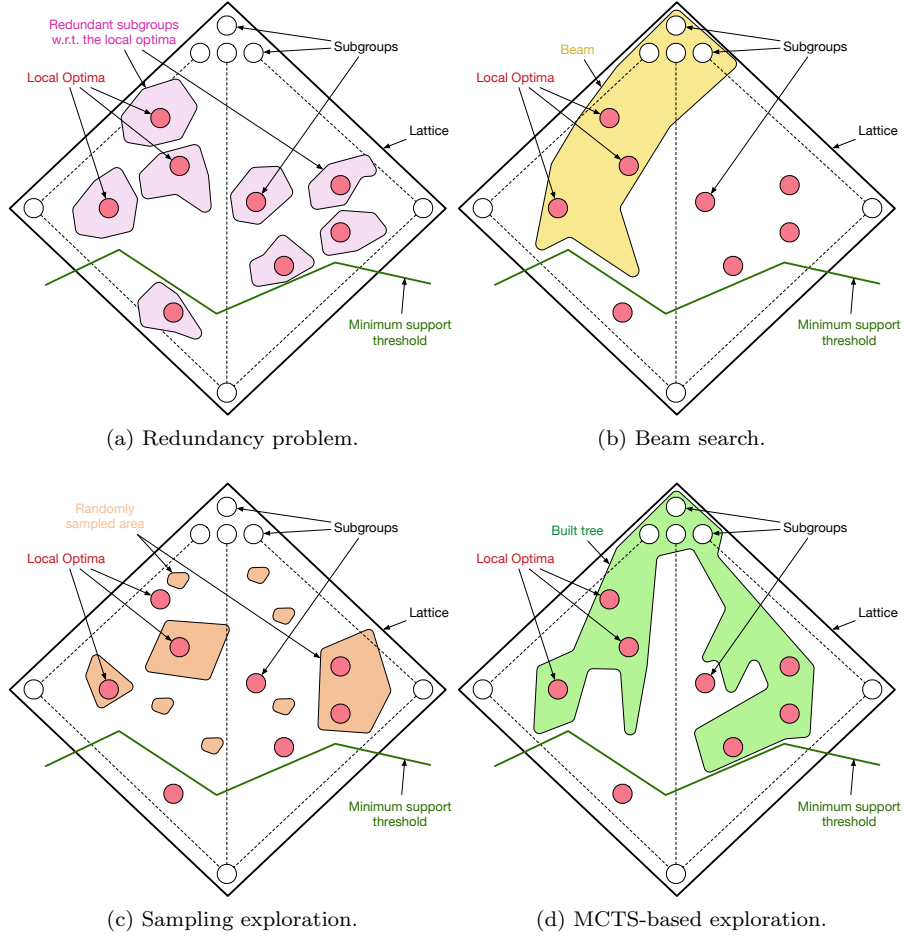 Redundant subgroups
w.r.t. the local optima
Subgroups
Local Optima
Lattice
Minimum support
threshold
(a) Redundancy problem.
Beam
Subgroups
Local Optima
Lattice
Minimum support
threshold
(b) Beam search.
Randomly
sampled area
Subgroups
Local Optima
Lattice
Minimum support
threshold
(c) Sampling exploration.
Built tree
Subgroups
Local Optima
Lattice
Minimum support
threshold
(d) MCTS-based exploration.